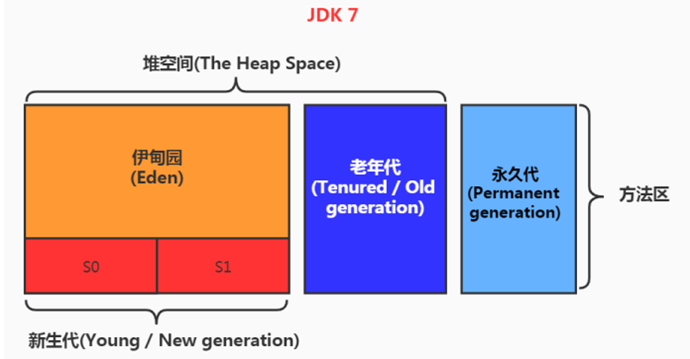 JDK 7
堆空间(The Heap Space)
伊甸园
(Eden)
老年代
(Tenured / Old
generation)
永久代
(Permanent
generation)
方法区
S0
S1
新生代(Young / New generation)